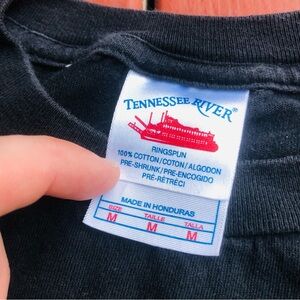 TENNESSEE RIVER®
RINGSPUN
100% COTTON/COTON/ALGODON
PRE-SHRUNK/PRE-ENCOGIDO
PRÉ-RÉTRÉCI
MADE IN HONDURAS
SIZE TAILLE TALLA
M M M